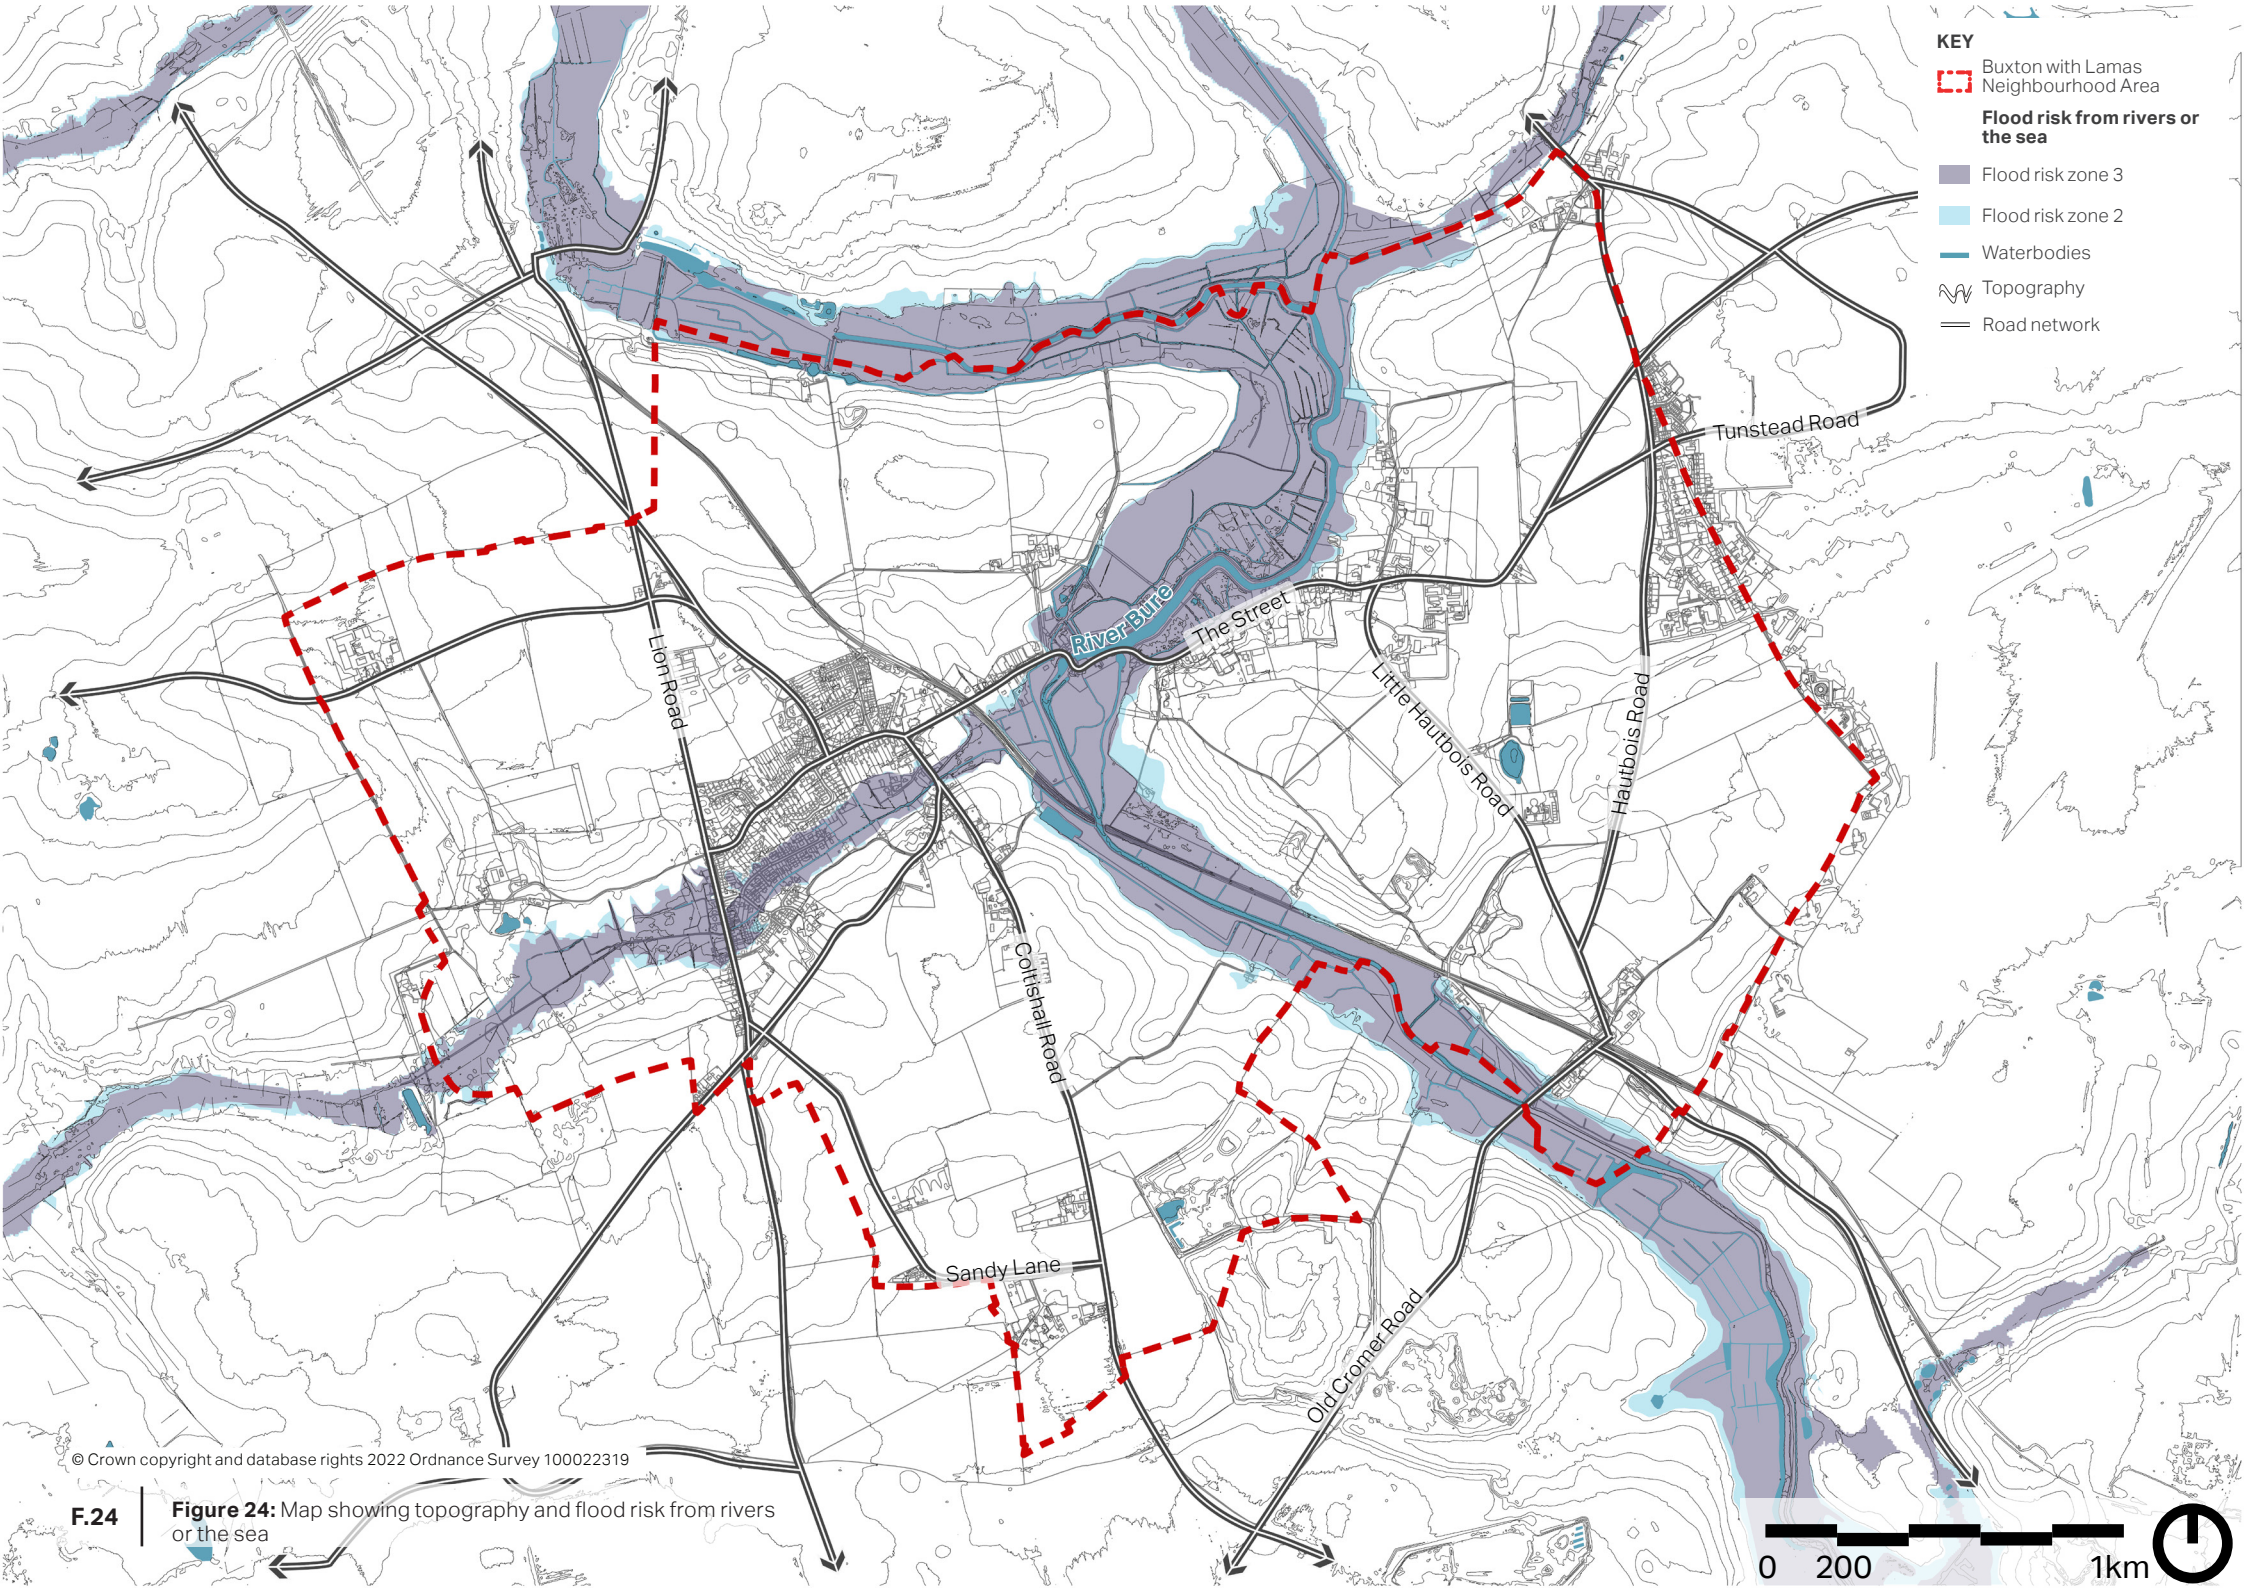 KEY
Buxton with Lamas
Neighbourhood Area
Flood risk from rivers or
the sea
Flood risk zone 3
Flood risk zone 2
Waterbodies
Topography
Road network
Tunstead Road
River Bure
The Street
Lion Road
Little Hautbois Road
Hautbois Road
Coltishall Road
Sandy Lane
Old Cromer Road
© Crown copyright and database rights 2022 Ordnance Survey 100022319
F.24
Figure 24: Map showing topography and flood risk from rivers
or the sea
0 200 1km